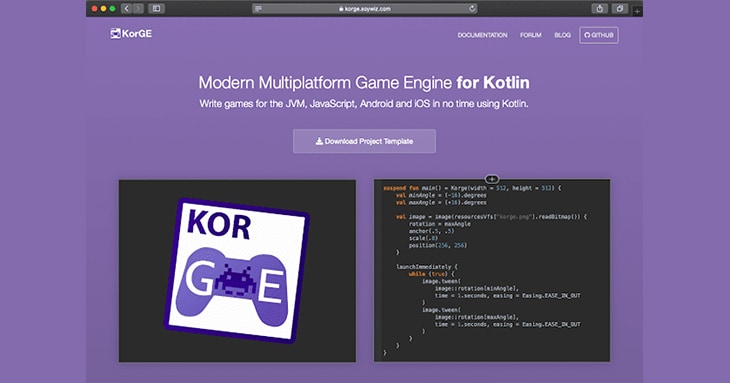 korge.soywiz.com
KorGE
DOCUMENTATION FORUM BLOG GITHUB
Modern Multiplatform Game Engine for Kotlin
Write games for the JVM, JavaScript, Android and iOS in no time using Kotlin.
Download Project Template
KOR
G E
suspend fun main() = Korge(width = 512, height = 512) {
val minAngle = (-16).degrees
val maxAngle = (+16).degrees
val image = image(resourcesVfs["korge.png"].readBitmap()) {
rotation = maxAngle
anchor(.5, .5)
scale(.8)
position(256, 256)
}
launchImmediately {
while (true) {
image.tween(
image::rotation[minAngle],
time = 1.seconds, easing = Easing.EASE_IN_OUT
)
image.tween(
image::rotation[maxAngle],
time = 1.seconds, easing = Easing.EASE_IN_OUT
)
}
}
}